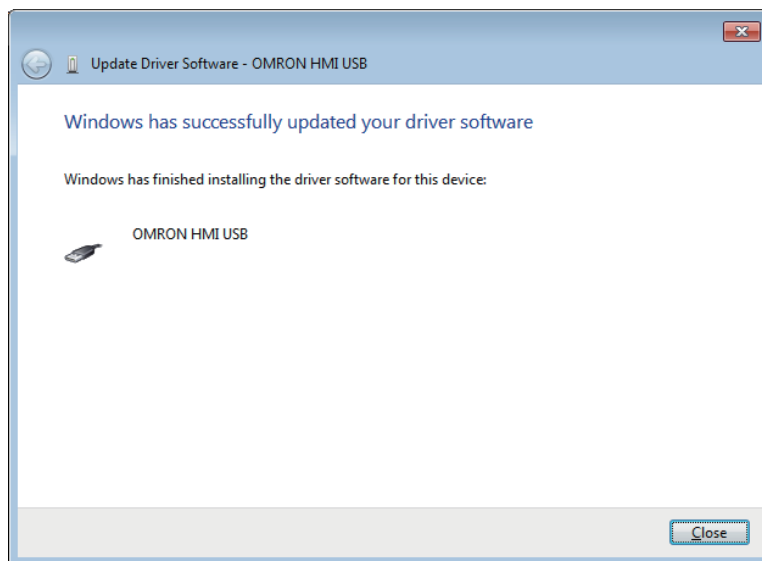 Update Driver Software - OMRON HMI USB
Windows has successfully updated your driver software
Windows has finished installing the driver software for this device:
OMRON HMI USB
Close